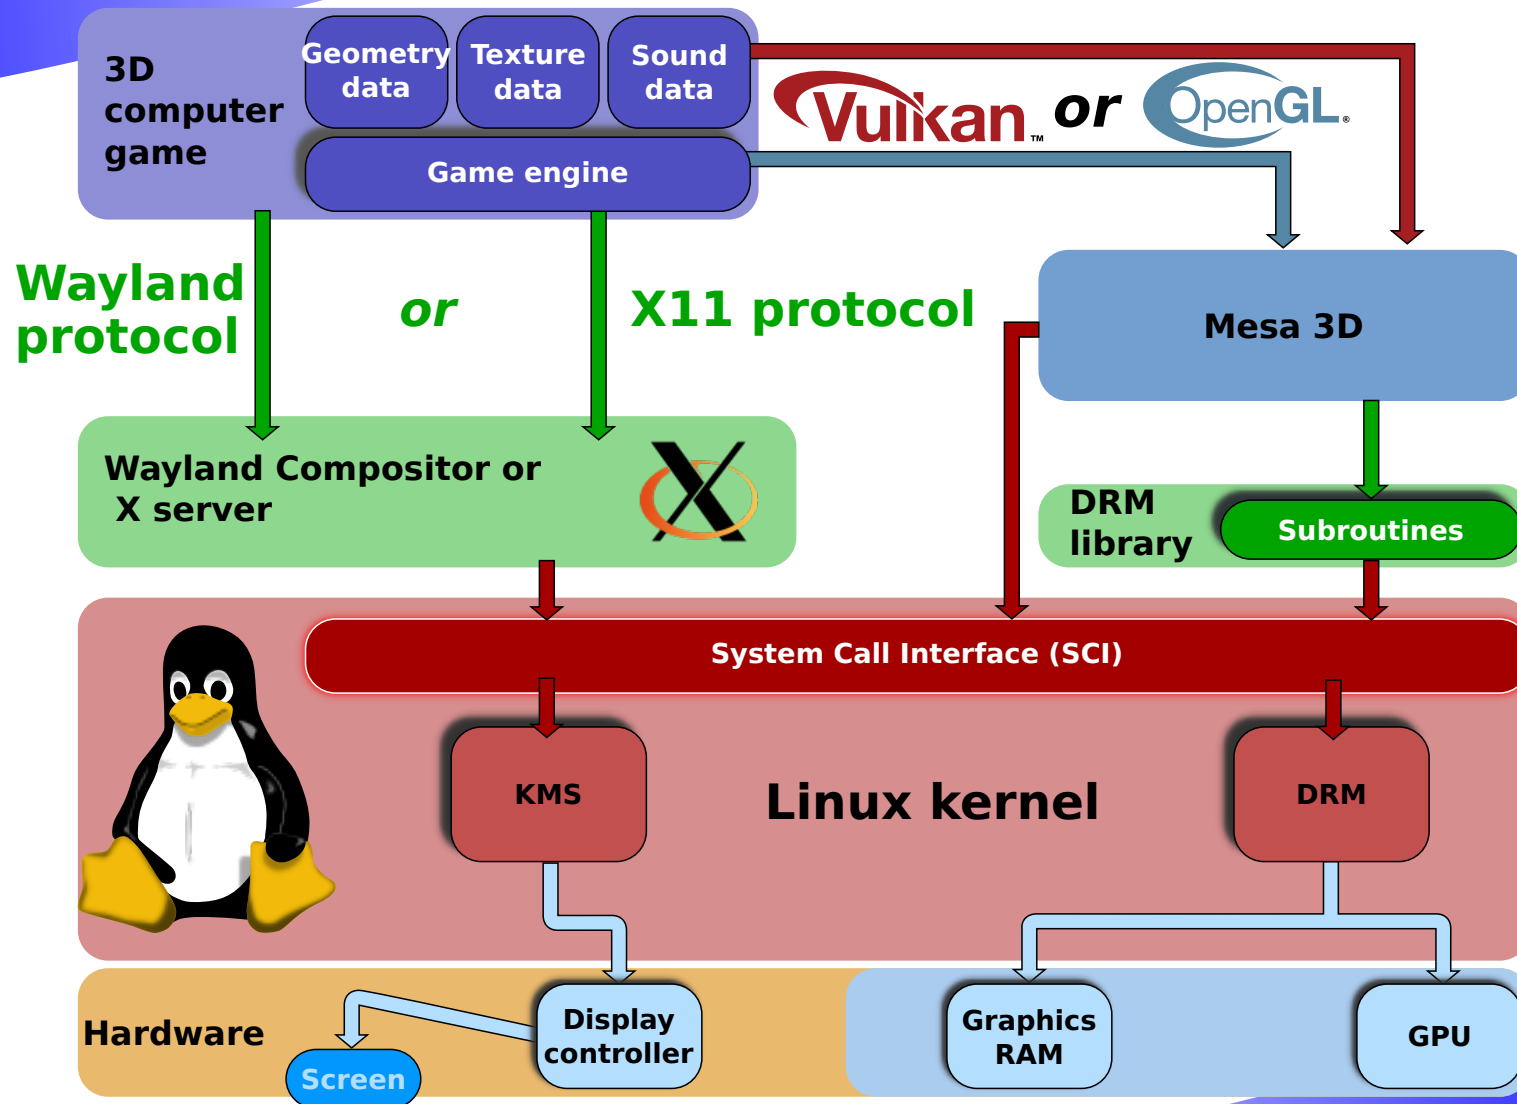 3D
computer
game
Geometry
data
Texture
data
Sound
data
Game engine
Vulkan™
or
OpenGL®
Wayland
protocol
or
X11 protocol
Mesa 3D
Wayland Compositor or
X server
DRM
library
Subroutines
System Call Interface (SCI)
KMS
Linux kernel
DRM
Hardware
Screen
Display
controller
Graphics
RAM
GPU